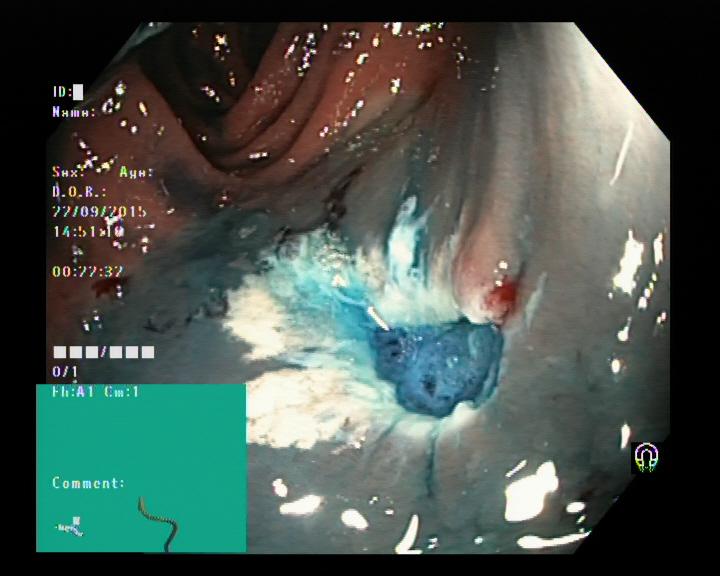 ID:
Name:
Sex: Age:
D.O.B.:
22/09/2015
14:51:10
00:22:32
/
0/1
Eh:A1 Cm:1
Comment: